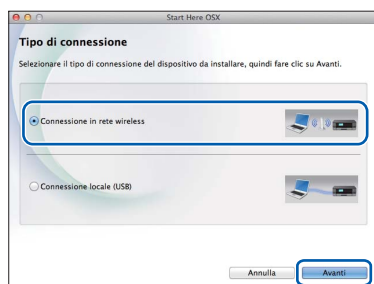 Start Here OSX
Tipo di connessione
Selezionare il tipo di connessione del dispositivo da installare, quindi fare clic su Avanti.
Connessione in rete wireless
Connessione locale (USB)
Annulla Avanti